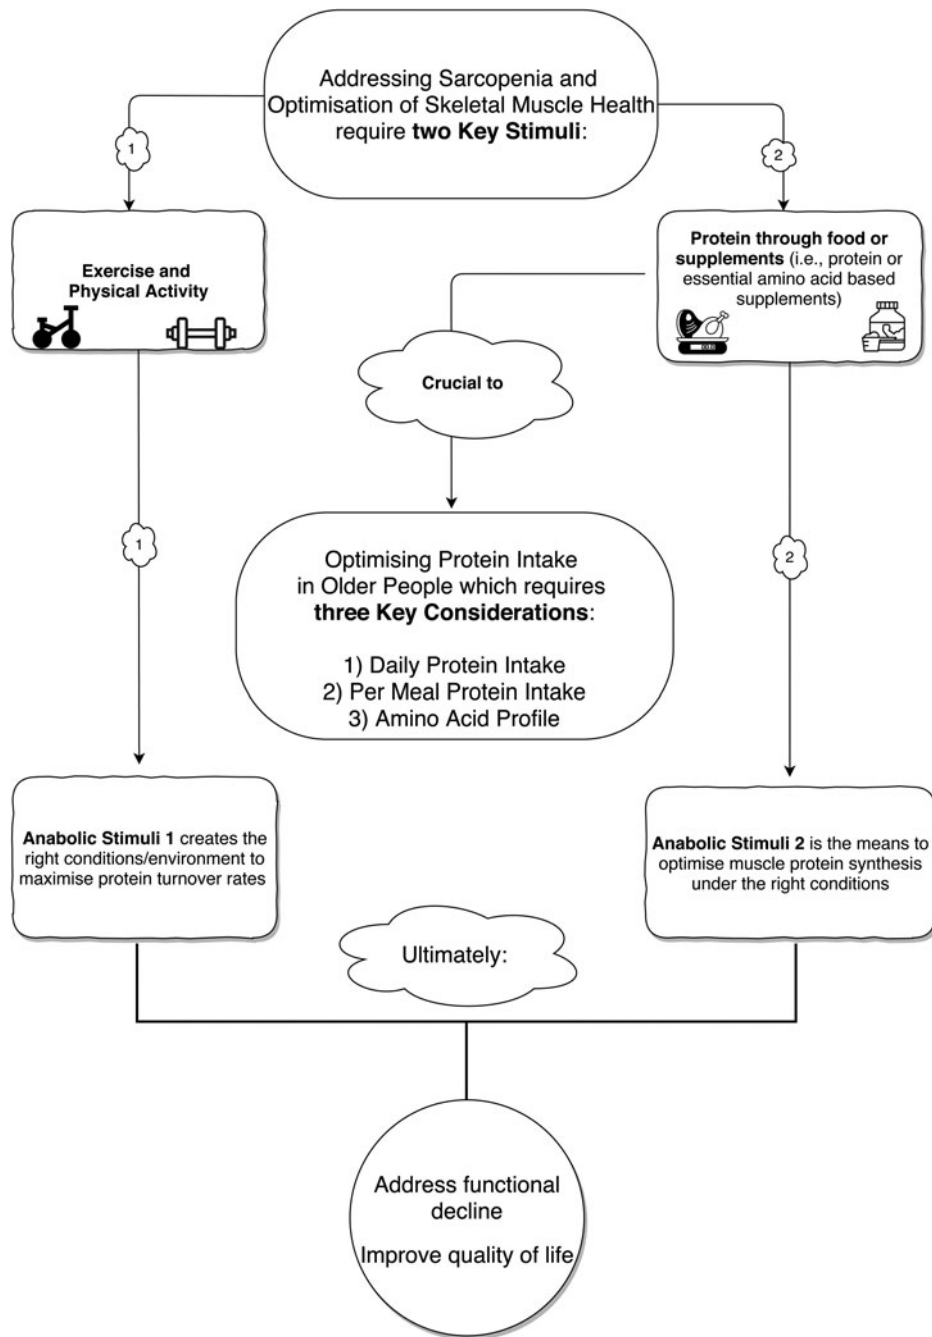 Addressing Sarcopenia and
Optimisation of Skeletal Muscle Health
require two Key Stimuli:
1
2
Exercise and
Physical Activity
Protein through food or
supplements (i.e., protein or
essential amino acid based
supplements)
00.0
Crucial to
1
2
Optimising Protein Intake
in Older People which requires
three Key Considerations:
1) Daily Protein Intake
2) Per Meal Protein Intake
3) Amino Acid Profile
Anabolic Stimuli 1 creates the
right conditions/environment to
maximise protein turnover rates
Anabolic Stimuli 2 is the means to
optimise muscle protein synthesis
under the right conditions
Ultimately:
Address functional
decline
Improve quality of life